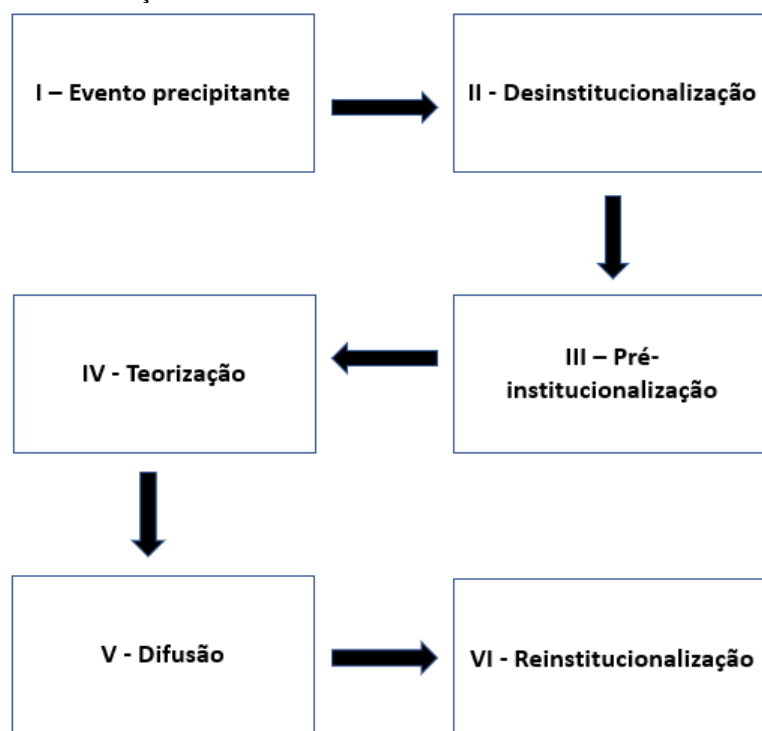 I – Evento precipitante
II - Desinstitucionalização
III – Pré-
institucionalização
IV - Teorização
V - Difusão
VI - Reinstitucionalização